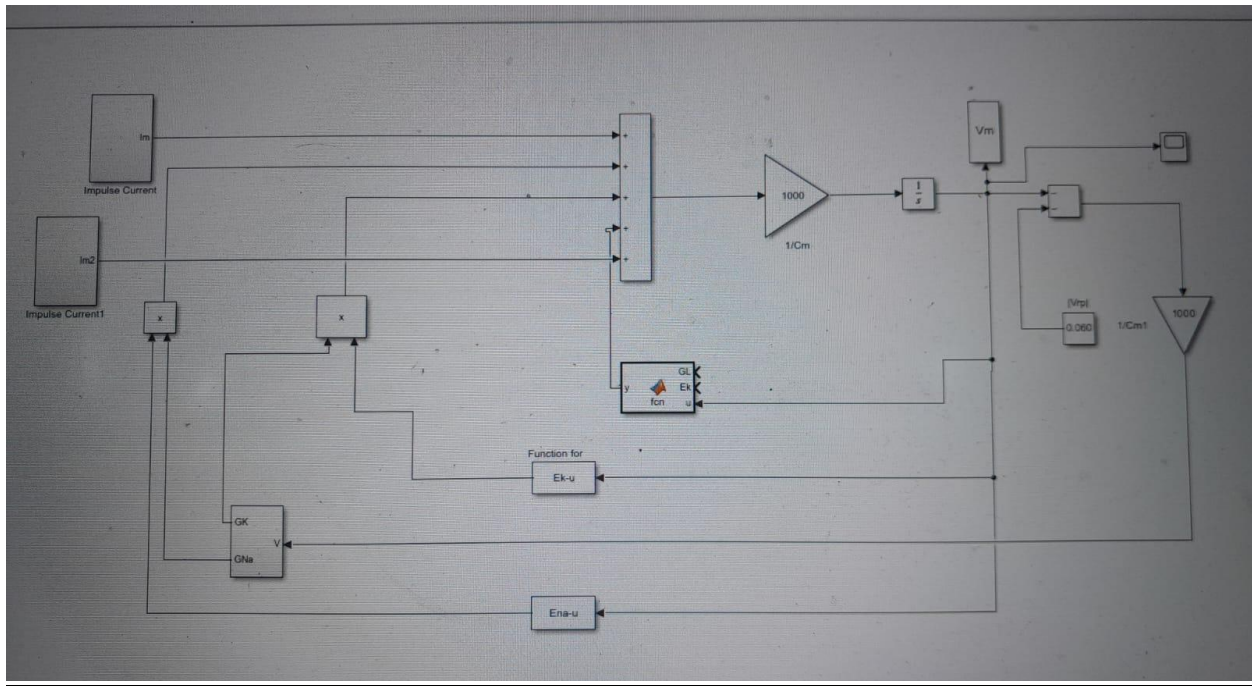 Im
Impulse Current
Im2
Impulse Current1
x
x
+
+
+
+
+
1000
1/Cm
1
s
Vm
-
-
|Vrp|
0.060
1/Cm1
1000
GL
Ek
u
y
fcn
Function for
Ek-u
GK
V
GNa
Ena-u